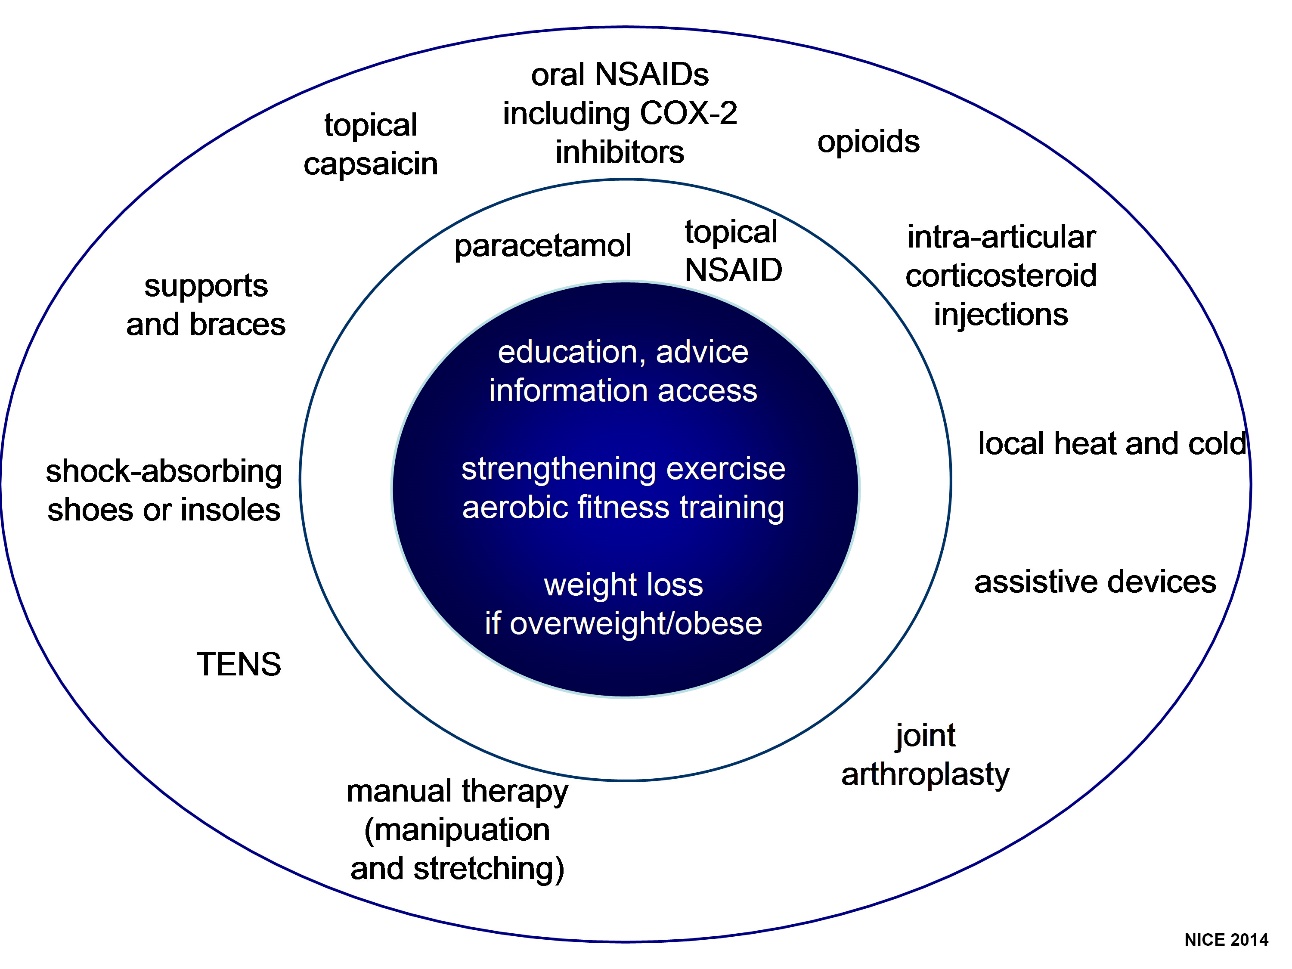 oral NSAIDs
including COX-2
inhibitors
topical
capsaicin
opioids
paracetamol
topical
NSAID
intra-articular
corticosteroid
injections
supports
and braces
education, advice
information access
local heat and cold
shock-absorbing
shoes or insoles
strengthening exercise
aerobic fitness training
assistive devices
weight loss
if overweight/obese
TENS
joint
arthroplasty
manual therapy
(manipuation
and stretching)
NICE 2014